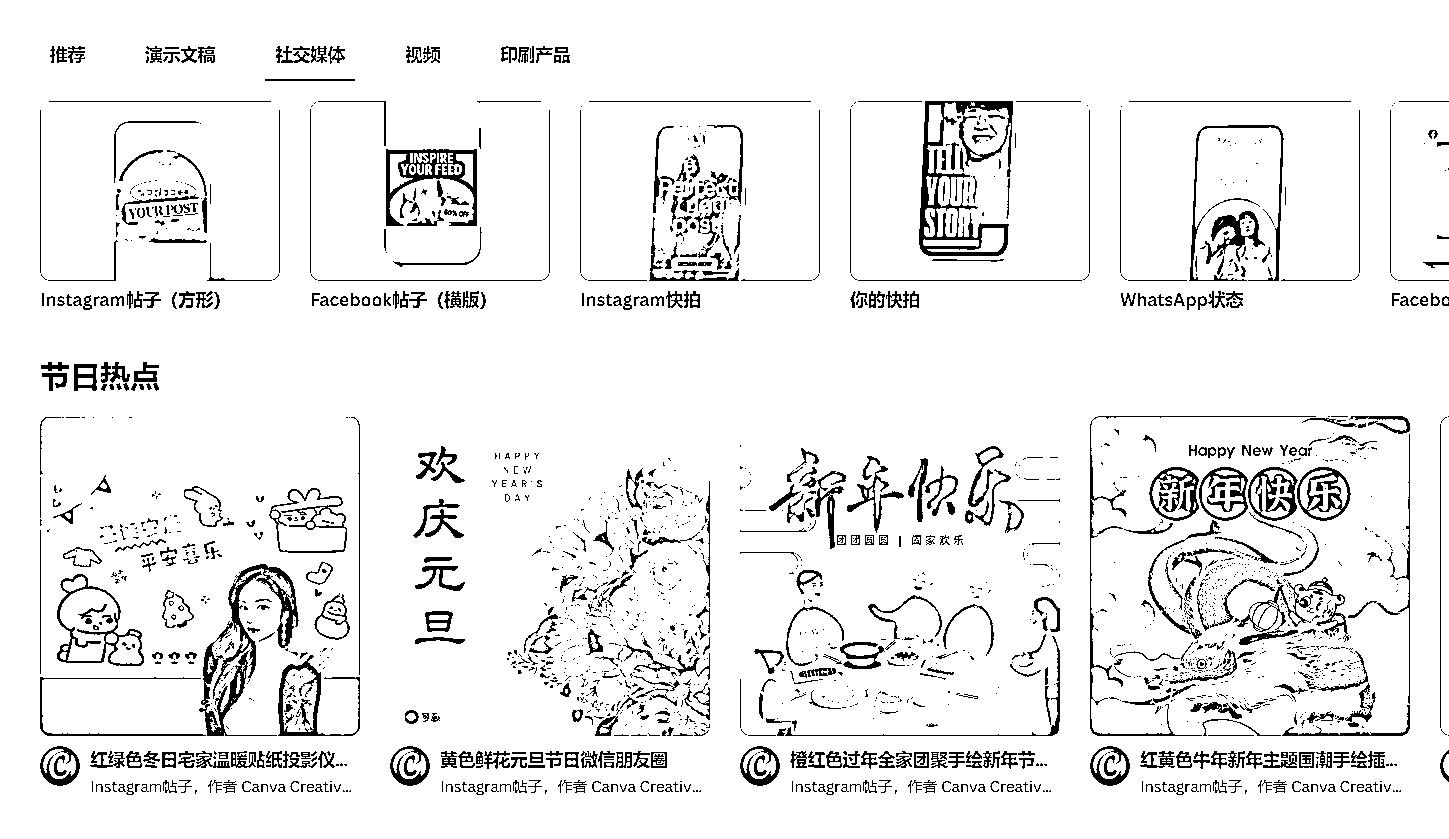 推荐 演示文稿 社交媒体 视频 印刷产品
YOUR POST
INSPIRE
YOUR FEED
50% OFF
Perfect
post
TELL
YOUR
STORY
Instagram帖子（方形） Facebook帖子（横版） Instagram快拍 你的快拍 WhatsApp状态 Facebo
节日热点
平安喜乐
欢庆元旦
HAPPY
NEW
YEAR'S
DAY
新年快乐
团团圆圆 | 阖家欢乐
Happy New Year
新年快乐
红绿色冬日宅家温暖贴纸投影仪... 黄色鲜花元旦节日微信朋友圈 橙红色过年全家团聚手绘新年节... 红黄色牛年新年主题国潮手绘插...
Instagram帖子，作者 Canva Creativ... Instagram帖子，作者 Canva Creativ... Instagram帖子，作者 Canva Creativ... Instagram帖子，作者 Canva Creativ...